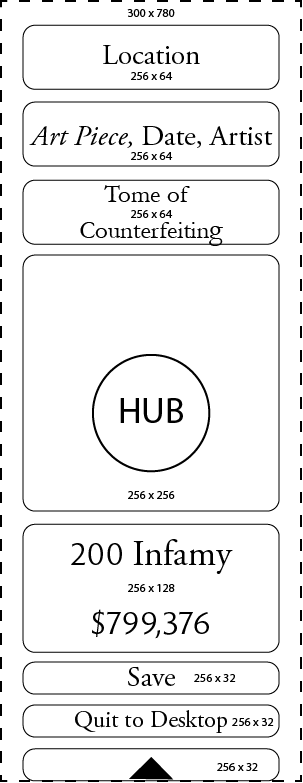 300 x 780
Location
256 x 64
Art Piece, Date, Artist
256 x 64
Tome of
256 x 64
Counterfeiting
HUB
256 x 256
200 Infamy
256 x 128
$799,376
Save 256 x 32
Quit to Desktop 256 x 32
256 x 32